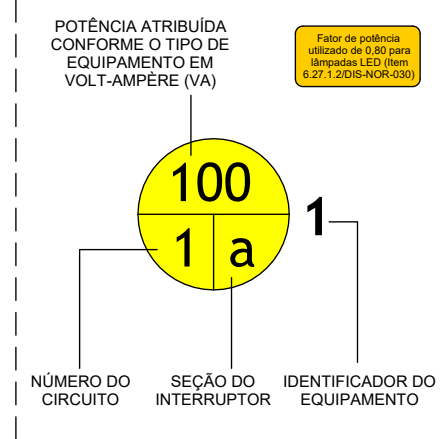 POTÊNCIA ATRIBUÍDA
CONFORME O TIPO DE
EQUIPAMENTO EM
VOLT-AMPÈRE (VA)
Fator de potência
utilizado de 0,80 para
lâmpadas LED (Item
6.27.1.2/DIS-NOR-030)
100
1 a
1
NÚMERO DO
CIRCUITO
SEÇÃO DO
INTERRUPTOR
IDENTIFICADOR DO
EQUIPAMENTO